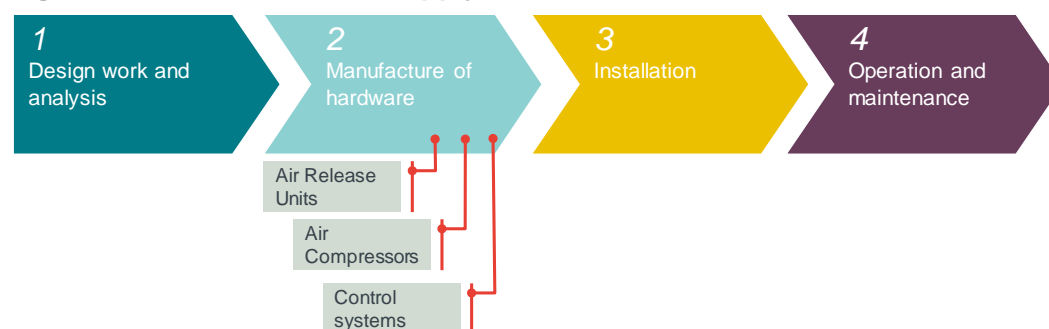 1
Design work and
analysis
2
Manufacture of
hardware
3
Installation
4
Operation and
maintenance
Air Release
Units
Air
Compressors
Control
systems